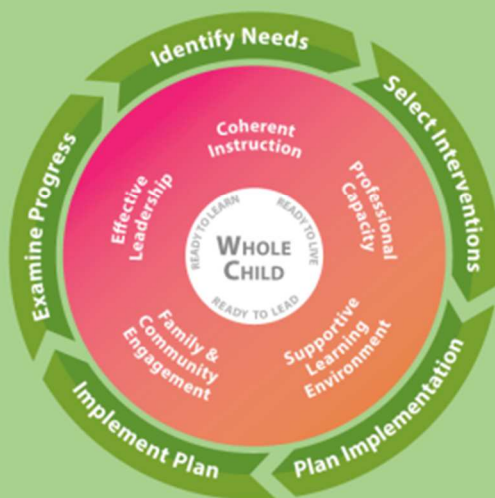 Identify Needs
Select Interventions
Plan Implementation
Implement Plan
Examine Progress
Coherent
Instruction
Professional
Capacity
Supportive
Learning
Environment
Family &
Community
Engagement
Effective
Leadership
READY TO LEARN
READY TO LIVE
READY TO LEAD
WHOLE
CHILD